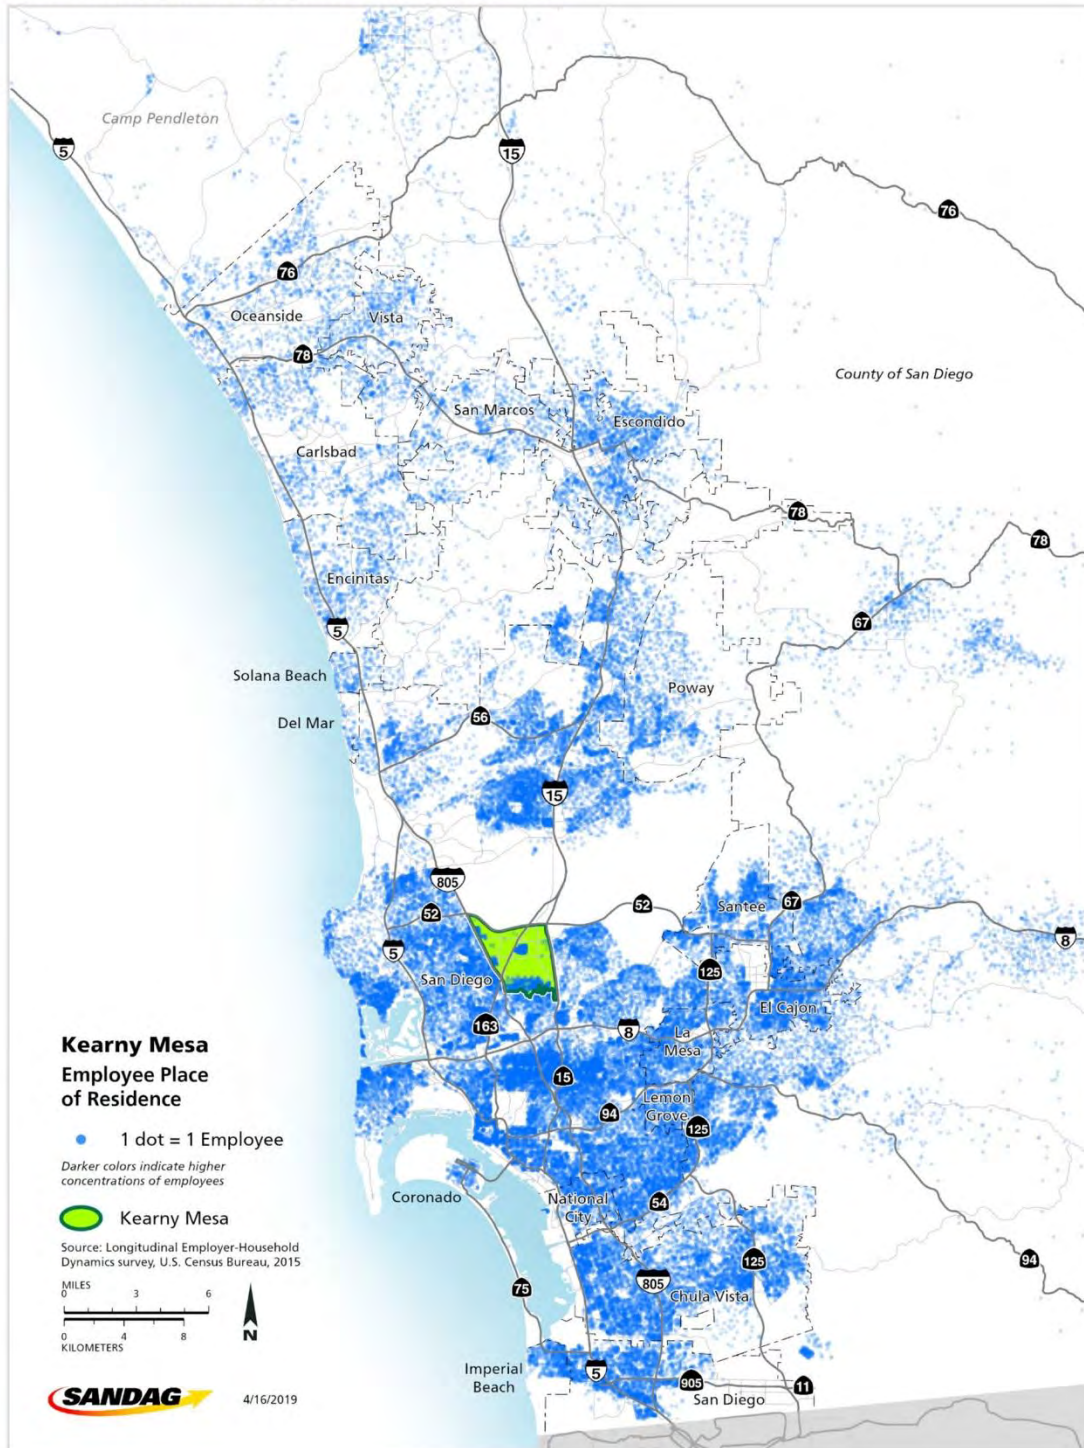 Camp Pendleton
5
15
76
76
Oceanside
Vista
78
County of San Diego
San Marcos
Escondido
Carlsbad
78
78
Encinitas
67
5
Solana Beach
Poway
Del Mar
56
15
805
52
52
Santee
67
5
8
San Diego
125
El Cajon
163
8
La
Mesa
15
94
Lemon
Grove
125
Coronado
National
City
54
125
805
Chula Vista
94
75
Imperial
Beach
5
905
San Diego
11
Kearny Mesa
Employee Place
of Residence
1 dot = 1 Employee
Darker colors indicate higher
concentrations of employees
Kearny Mesa
Source: Longitudinal Employer-Household
Dynamics survey, U.S. Census Bureau, 2015
MILES
0 3 6
0 4 8
KILOMETERS
N
SANDAG
4/16/2019